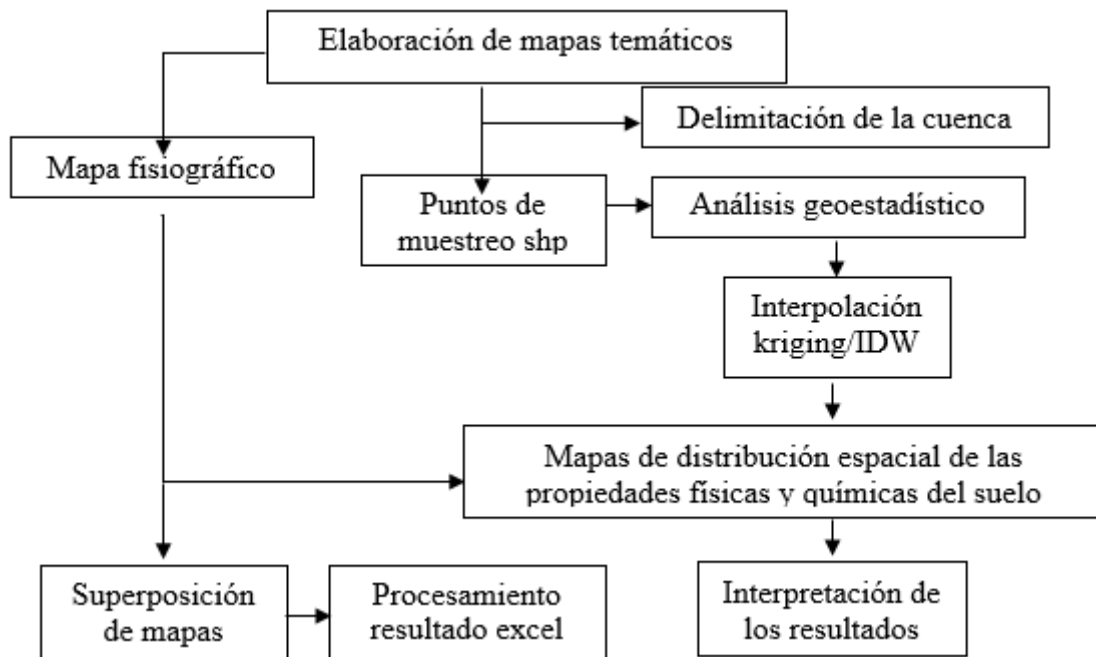 Elaboración de mapas temáticos
Delimitación de la cuenca
Mapa fisiográfico
Puntos de
muestreo shp
Análisis geoestadístico
Interpolación
kriging/IDW
Mapas de distribución espacial de las
propiedades físicas y químicas del suelo
Superposición
de mapas
Procesamiento
resultado excel
Interpretación de
los resultados